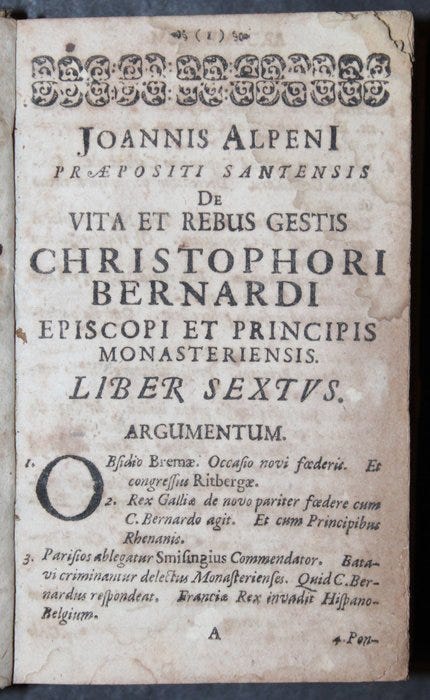 (1)
JOANNIS ALPENI
PRÆPOSITI SANTENSIS
DE
VITA ET REBUS GESTIS
CHRISTOPHORI
BERNARDI
EPISCOPI ET PRINCIPIS
MONASTERIENSIS.
LIBER SEXTVS.
ARGUMENTUM.
1. OBſidio Bremæ. Occaſio novi fœderis. Et
congreſſus Ritbergæ.
2. Rex Galliæ de novo pariter fœdere cum
C. Bernardo agit. Et cum Principibus
Rhenanis.
3. Pariſios ablegatur Smiſingius Commendator. Bata-
vi criminantur delectus Monaſterienſes. Quid C. Ber-
nardus reſpondeat. Franciæ Rex invadit Hiſpano-
Belgium.
A
4. Pon-